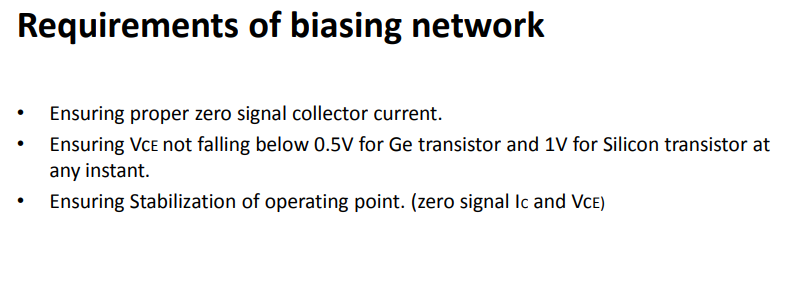 Requirements of biasing network
• Ensuring proper zero signal collector current.
• Ensuring VCE not falling below 0.5V for Ge transistor and 1V for Silicon transistor at
any instant.
• Ensuring Stabilization of operating point. (zero signal IC and VCE)